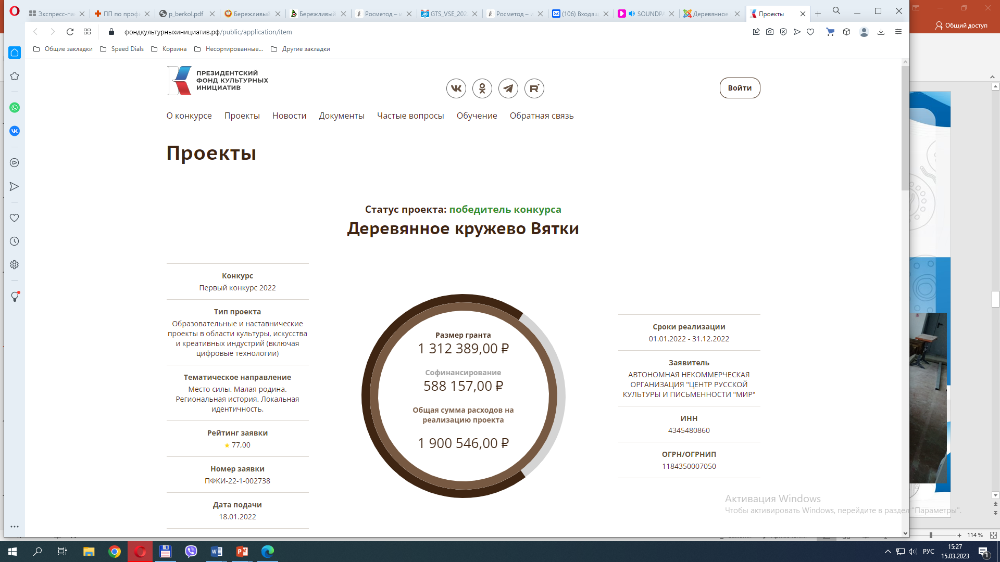 Экспресс-па
ПП по проф
p_berkol.pdf
Бережливый
Бережливый
Росметод – и
GTS_VSE_202
Росметод – и
(106) Входящ
SOUNDPA
Деревянное
Проекты
фондкультурныхинициатив.рф/public/application/item
Общие закладки
Speed Dials
Корзина
Несортированные...
Другие закладки
Общий доступ
ПРЕЗИДЕНТСКИЙ
ФОНД КУЛЬТУРНЫХ
ИНИЦИАТИВ
Войти
О конкурсе Проекты Новости Документы Частые вопросы Обучение Обратная связь
Проекты
Статус проекта: победитель конкурса
Деревянное кружево Вятки
Конкурс
Первый конкурс 2022
Тип проекта
Образовательные и наставнические
проекты в области культуры, искусства
и креативных индустрий (включая
цифровые технологии)
Тематическое направление
Место силы. Малая родина.
Региональная история. Локальная
идентичность.
Рейтинг заявки
77,00
Номер заявки
ПФКИ-22-1-002738
Дата подачи
18.01.2022
Размер гранта
1 312 389,00 ₽
Софинансирование
588 157,00 ₽
Общая сумма расходов на
реализацию проекта
1 900 546,00 ₽
Сроки реализации
01.01.2022 - 31.12.2022
Заявитель
АВТОНОМНАЯ НЕКОММЕРЧЕСКАЯ
ОРГАНИЗАЦИЯ "ЦЕНТР РУССКОЙ
КУЛЬТУРЫ И ПИСЬМЕННОСТИ "МИР"
ИНН
4345480860
ОГРН/ОГРНИП
1184350007050
Активация Windows
Чтобы активировать Windows, перейдите в раздел "Параметры".
114 %
РУС
15:27
15.03.2023
1